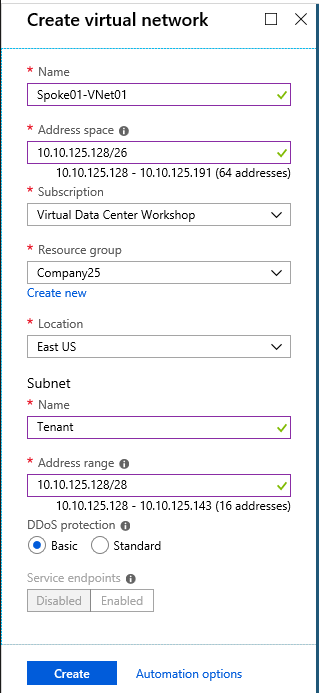 Create virtual network
* Name
Spoke01-VNet01
* Address space
10.10.125.128/26
10.10.125.128 - 10.10.125.191 (64 addresses)
* Subscription
Virtual Data Center Workshop
* Resource group
Company25
Create new
* Location
East US
Subnet
* Name
Tenant
* Address range
10.10.125.128/28
10.10.125.128 - 10.10.125.143 (16 addresses)
DDoS protection
Basic Standard
Service endpoints
Disabled Enabled
Create Automation options